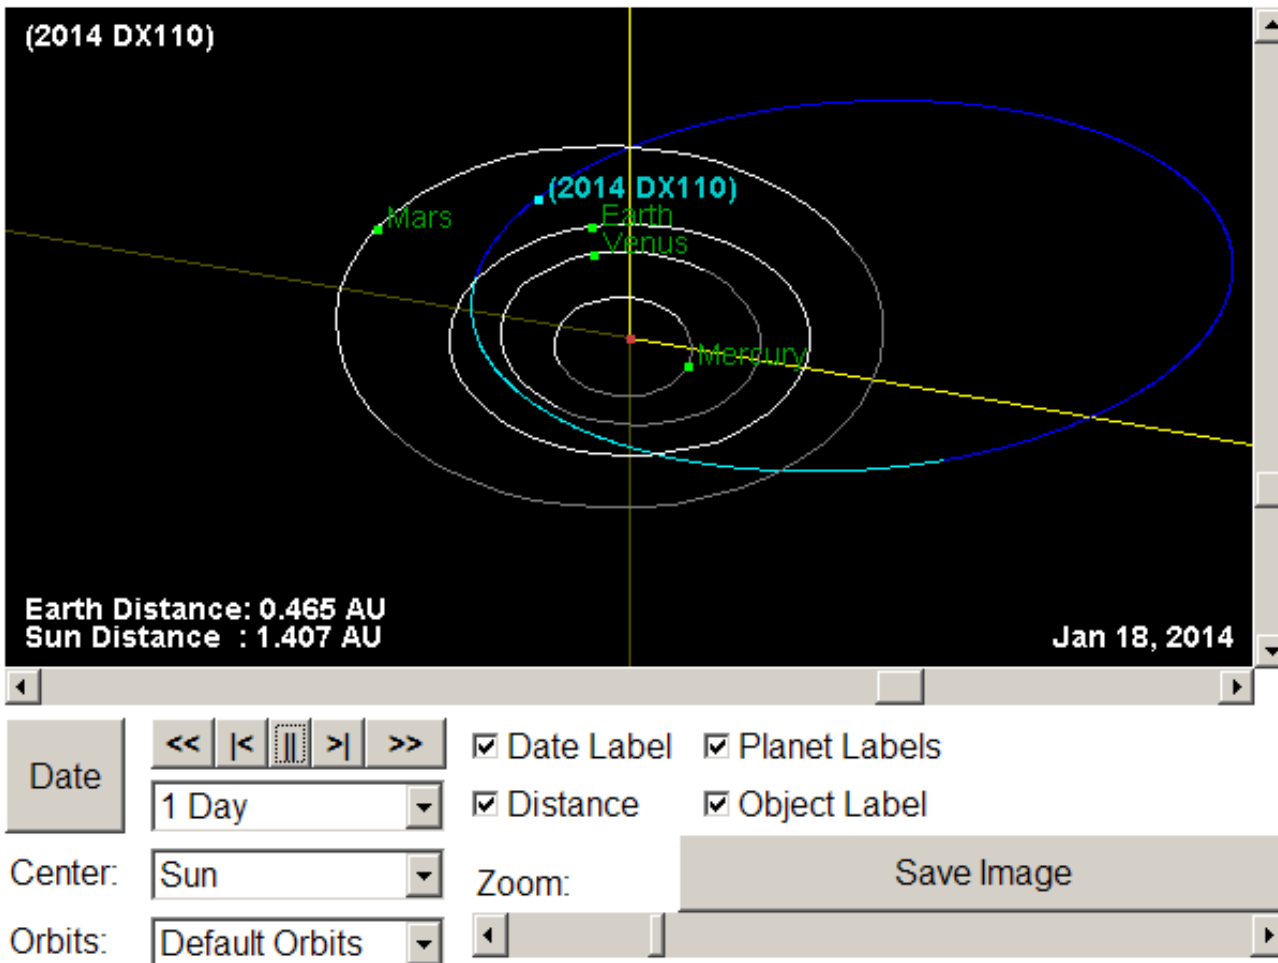 (2014 DX110)
(2014 DX110)
Mars
Earth
Venus
Mercury
Earth Distance: 0.465 AU
Sun Distance : 1.407 AU
Jan 18, 2014
Date
<< |< || >| >>
Date Label
Planet Labels
1 Day
Distance
Object Label
Center:
Sun
Zoom:
Save Image
Orbits:
Default Orbits